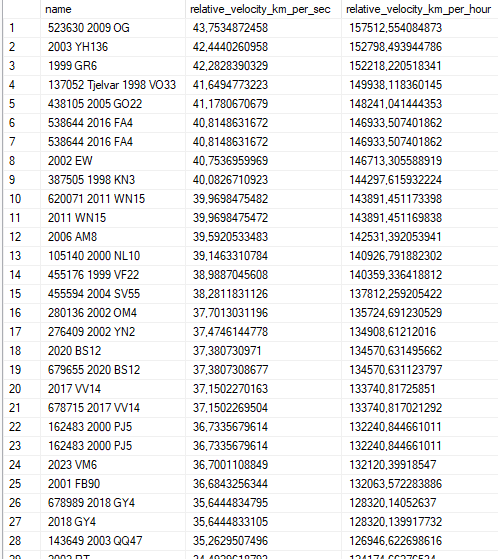 name relative_velocity_km_per_sec relative_velocity_km_per_hour
1 523630 2009 OG 43,7534872458 157512,554084873
2 2003 YH136 42,4440260958 152798,493944786
3 1999 GR6 42,2828390329 152218,220518341
4 137052 Tjelvar 1998 VO33 41,6494773223 149938,118360145
5 438105 2005 GO22 41,1780670679 148241,041444353
6 538644 2016 FA4 40,8148631672 146933,507401862
7 538644 2016 FA4 40,8148631672 146933,507401862
8 2002 EW 40,7536959969 146713,305588919
9 387505 1998 KN3 40,0826710923 144297,615932224
10 620071 2011 WN15 39,9698475482 143891,451173398
11 2011 WN15 39,9698475472 143891,451169838
12 2006 AM8 39,5920533483 142531,392053941
13 105140 2000 NL10 39,1463310784 140926,791882302
14 455176 1999 VF22 38,9887045608 140359,336418812
15 455594 2004 SV55 38,2811831126 137812,259205422
16 280136 2002 OM4 37,7013031196 135724,691230529
17 276409 2002 YN2 37,4746144778 134908,61212016
18 2020 BS12 37,380730971 134570,631495662
19 679655 2020 BS12 37,3807308677 134570,631123797
20 2017 VV14 37,1502270163 133740,81725851
21 678715 2017 VV14 37,1502269504 133740,817021292
22 162483 2000 PJ5 36,7335679614 132240,844661011
23 162483 2000 PJ5 36,7335679614 132240,844661011
24 2023 VM6 36,7001108849 132120,39918547
25 2001 FB90 36,6843256344 132063,572283886
26 678989 2018 GY4 35,6444834795 128320,14052637
27 2018 GY4 35,6444833105 128320,139917732
28 143649 2003 QQ47 35,2629507496 126946,622698616